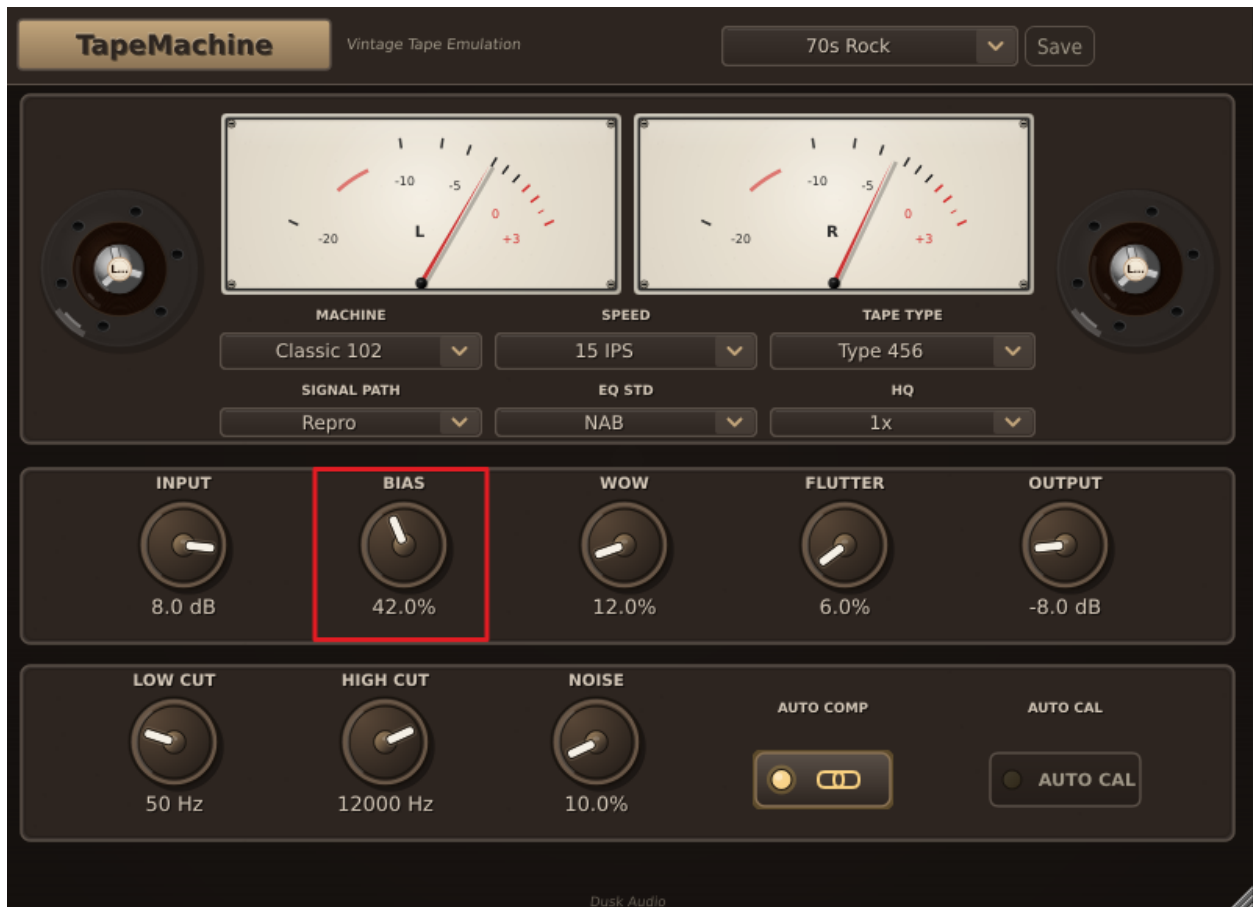 TapeMachine
Vintage Tape Emulation
70s Rock
Save
-20
-10
-5
0
+3
L
-20
-10
-5
0
+3
R
L...
L...
MACHINE
SPEED
TAPE TYPE
Classic 102
15 IPS
Type 456
SIGNAL PATH
EQ STD
HQ
Repro
NAB
1x
INPUT
BIAS
WOW
FLUTTER
OUTPUT
8.0 dB
42.0%
12.0%
6.0%
-8.0 dB
LOW CUT
HIGH CUT
NOISE
AUTO COMP
AUTO CAL
AUTO CAL
50 Hz
12000 Hz
10.0%
Dusk Audio